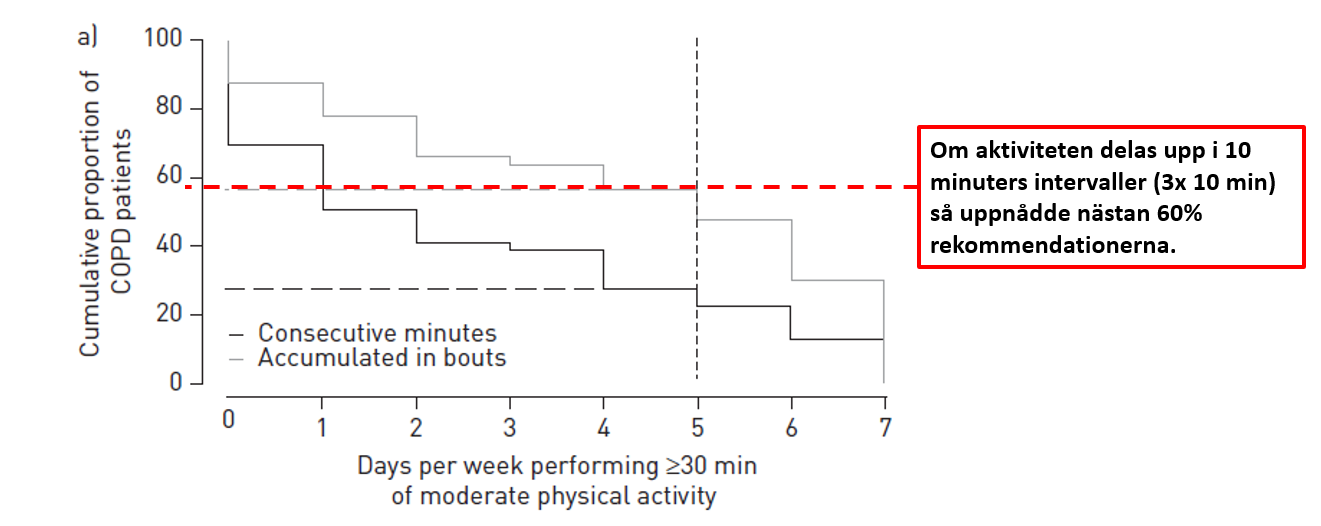 a)
Cumulative proportion of
COPD patients
100
80
60
40
20
0
Consecutive minutes
Accumulated in bouts
0 1 2 3 4 5 6 7
Days per week performing ≥30 min
of moderate physical activity
Om aktiviteten delas upp i 10
minuters intervaller (3x 10 min)
så uppnådde nästan 60%
rekommendationerna.